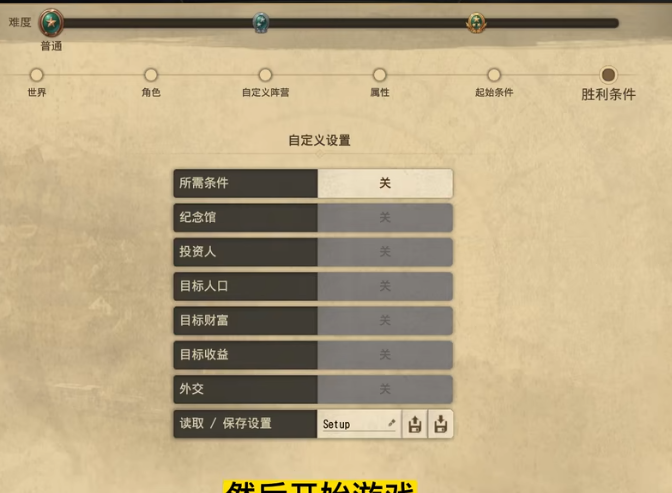 难度
普通
世界 角色 自定义阵营 属性 起始条件 胜利条件
自定义设置
所需条件 关
纪念馆 关
投资人 关
目标人口 关
目标财富 关
目标收益 关
外交 关
读取 / 保存设置 Setup
然后开始游戏